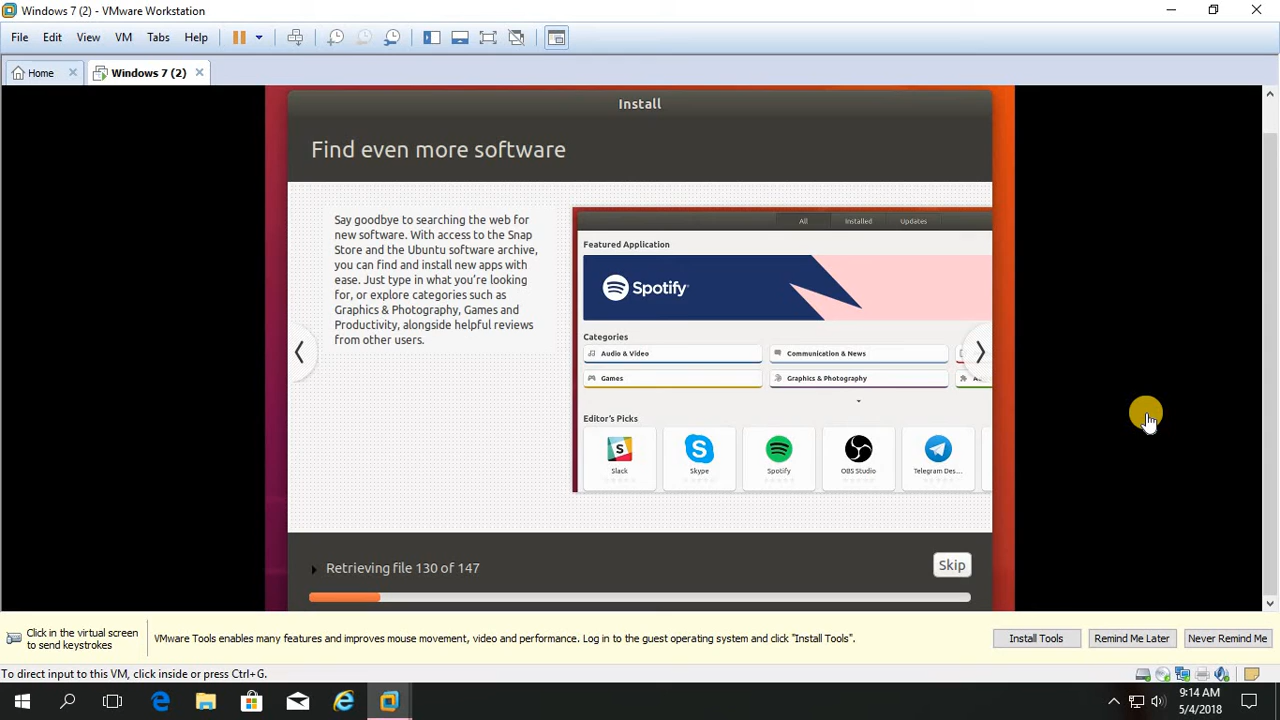 Windows 7 (2) - VMware Workstation
File Edit View VM Tabs Help
Home Windows 7 (2)
Install
Find even more software
Say goodbye to searching the web for
new software. With access to the Snap
Store and the Ubuntu software archive,
you can find and install new apps with
ease. Just type in what you're looking
for, or explore categories such as
Graphics & Photography, Games and
Productivity, alongside helpful reviews
from other users.
All Installed Updates
Featured Application
Spotify
Categories
Audio & Video Communication & News
Games Graphics & Photography
Editor's Picks
Slack Skype Spotify OBS Studio Telegram Des...
Retrieving file 130 of 147
Skip
Click in the virtual screen
to send keystrokes
VMware Tools enables many features and improves mouse movement, video and performance. Log in to the guest operating system and click "Install Tools".
Install Tools Remind Me Later Never Remind Me
To direct input to this VM, click inside or press Ctrl+G.
9:14 AM
5/4/2018